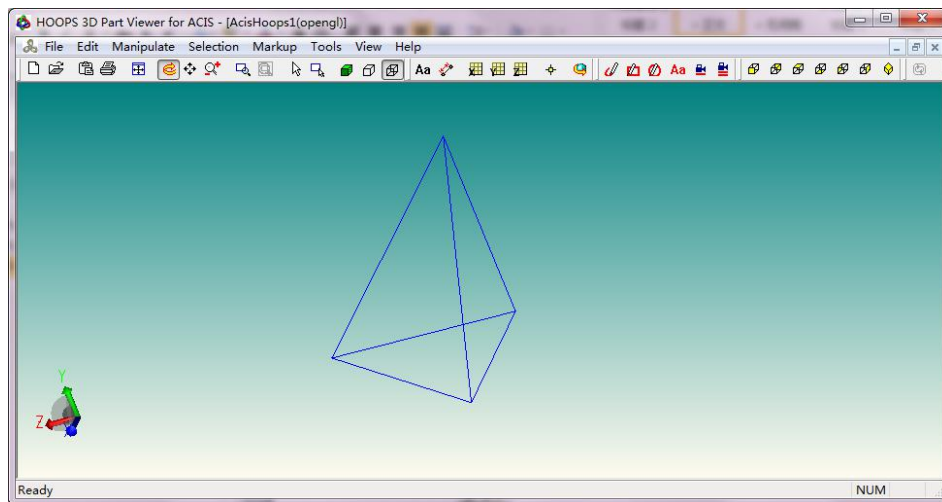 HOOPS 3D Part Viewer for ACIS - [AcisHoops1(opengl)]
File Edit Manipulate Selection Markup Tools View Help
Aa Aa
Y
Z
Ready NUM